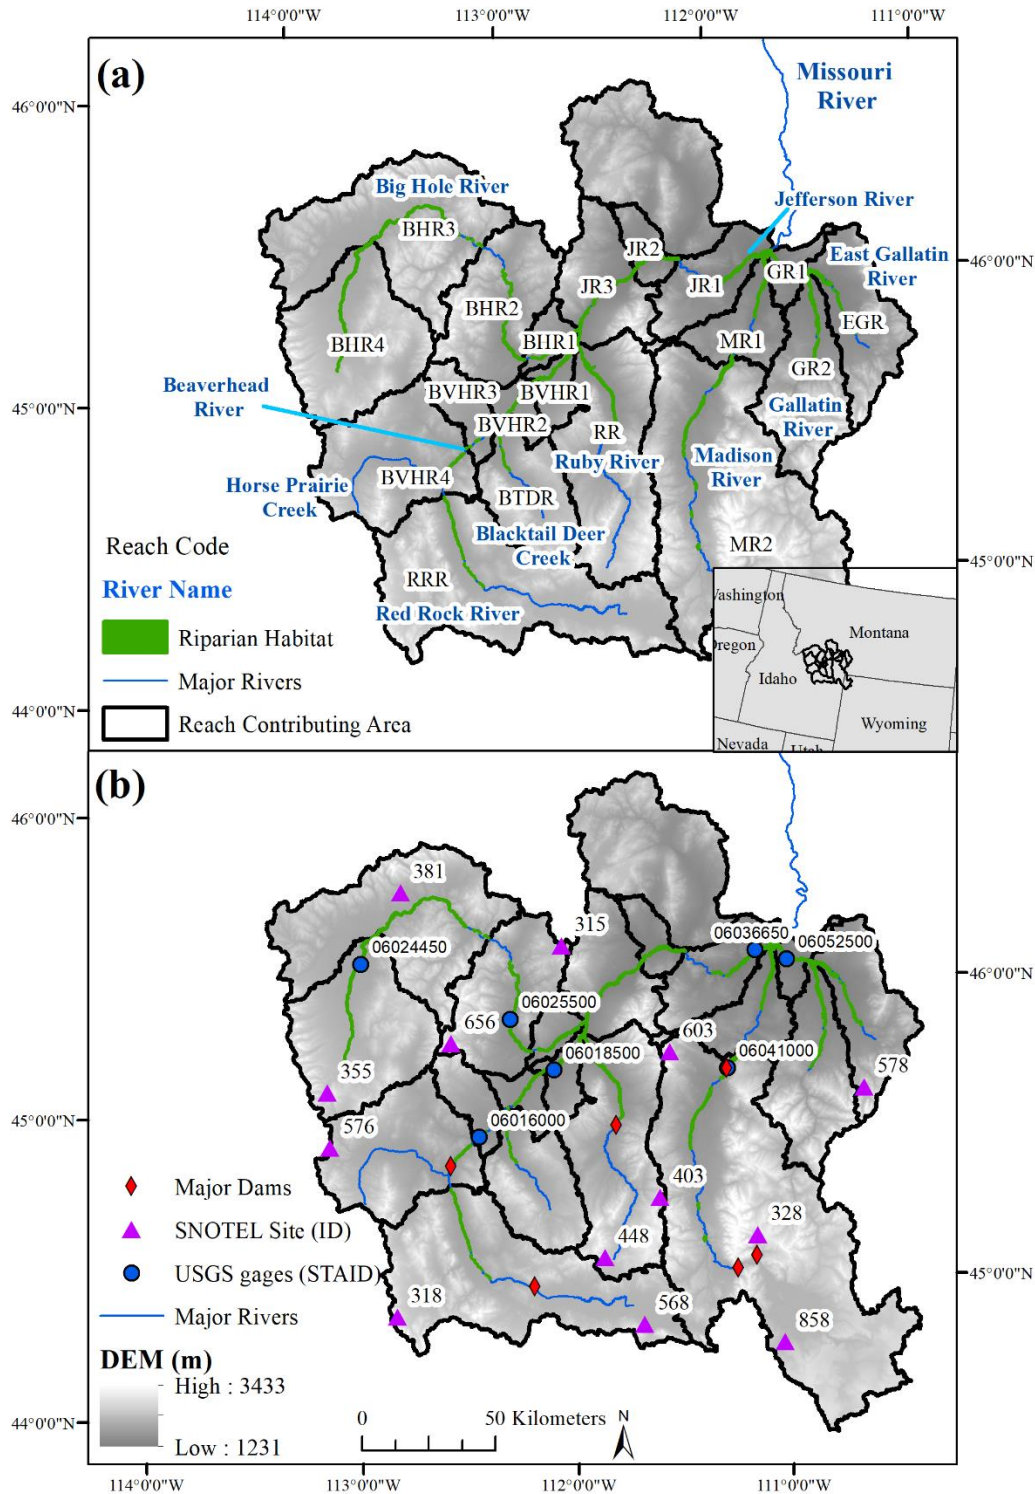 114°0'0"W
113°0'0"W
112°0'0"W
111°0'0"W
(a)
Missouri
River
46°0'0"N
Big Hole River
Jefferson River
BHR3
JR2
East Gallatin
River
46°0'0"N
GR1
JR3
JR1
BHR2
EGR
BHR4
BHR1
MR1
GR2
45°0'0"N
45°0'0"N
Beaverhead
River
BVHR3
BVHR1
Gallatin
River
BVHR2
RR
Madison
River
Ruby River
Horse Prairie
Creek
BVHR4
BTDR
Blacktail Deer
Creek
Reach Code
MR2
45°0'0"N
RRR
River Name
Red Rock River
Riparian Habitat
Major Rivers
Reach Contributing Area
44°0'0"N
Washington
Oregon
Montana
Idaho
Wyoming
Nevada
Utah
(b)
46°0'0"N
381
315
06036650
06052500
06024450
46°0'0"N
06025500
656
603
06018500
06041000
355
578
45°0'0"N
576
06016000
Major Dams
403
SNOTEL Site (ID)
328
448
USGS gages (STAID)
45°0'0"N
318
568
858
Major Rivers
DEM (m)
High : 3433
Low : 1231
0
50 Kilometers
N
44°0'0"N
114°0'0"W
113°0'0"W
112°0'0"W
111°0'0"W